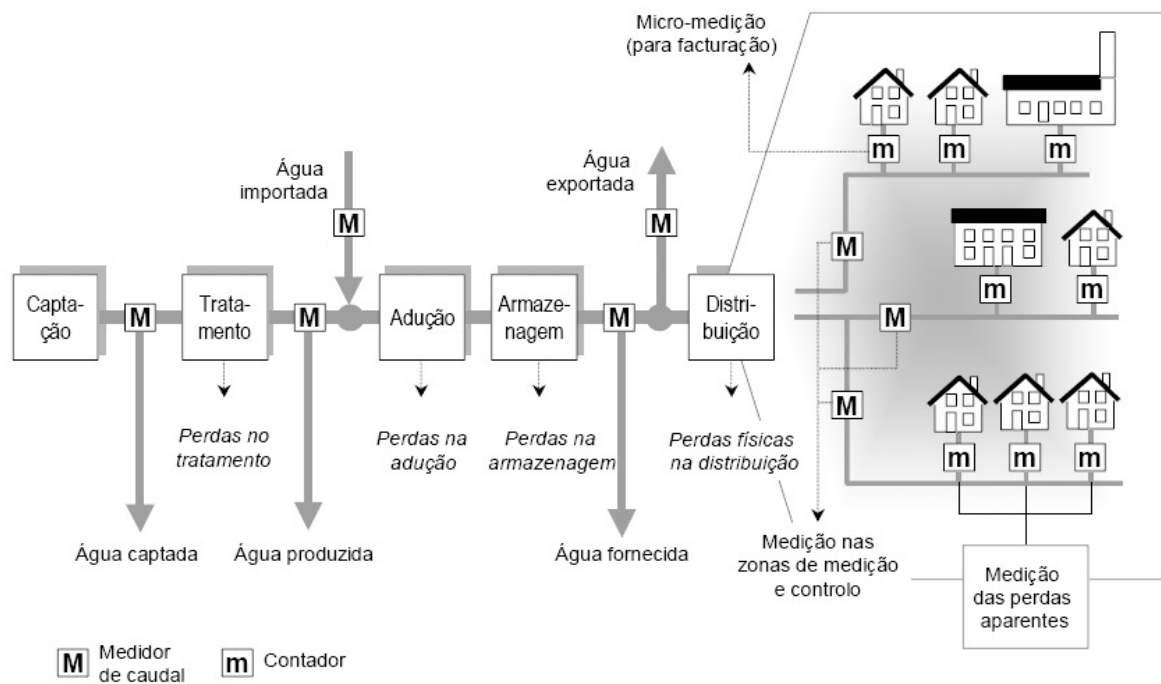 Micro-medição
(para facturação)
m
m
m
Água
importada
Água
exportada
M
M
M
m
m
Capta-
ção
M
Trata-
mento
M
Adução
Armaze-
nagem
M
Distri-
buição
M
M
Perdas no
tratamento
Perdas na
adução
Perdas na
armazenagem
Perdas físicas
na distribuição
m
m
m
Água captada
Água produzida
Água fornecida
Medição nas
zonas de medição
e controlo
Medição
das perdas
aparentes
M
Medidor
de caudal
m
Contador